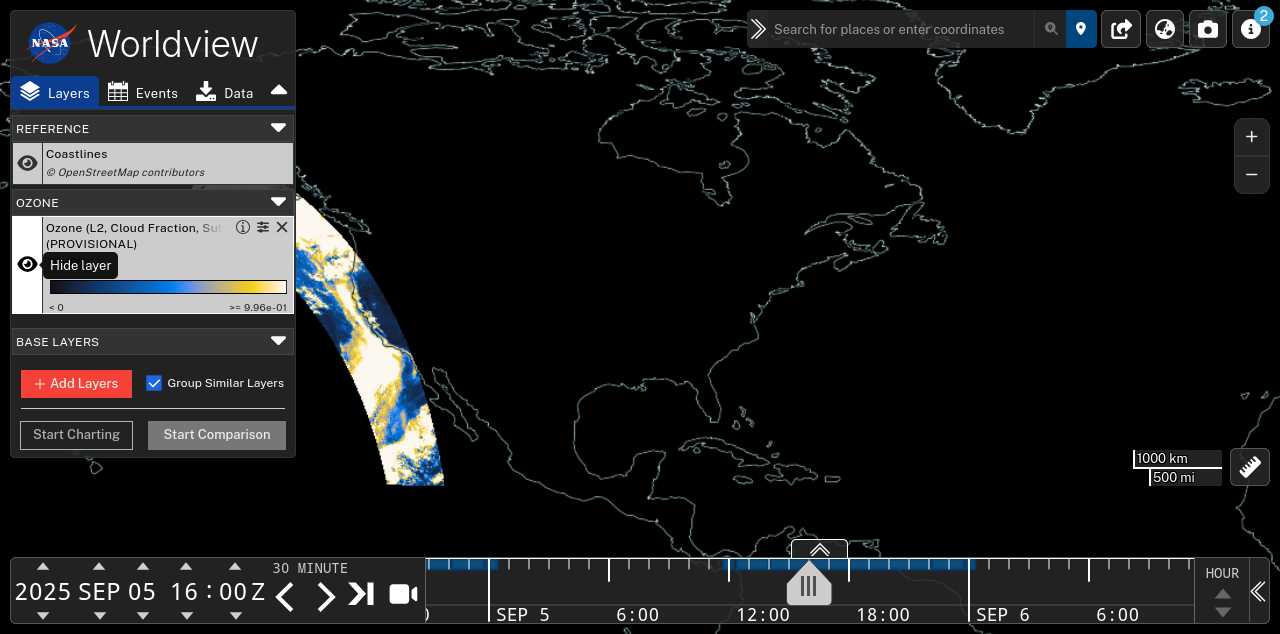 NASA Worldview
Search for places or enter coordinates
2
Layers Events Data
REFERENCE
Coastlines
© OpenStreetMap contributors
OZONE
Ozone (L2, Cloud Fraction, Su
(PROVISIONAL)
Hide layer
< 0 >= 9.96e-01
BASE LAYERS
+ Add Layers Group Similar Layers
Start Charting Start Comparison
1000 km
500 mi
30 MINUTE
2025 SEP 05 16 : 00 Z
SEP 5 6:00 12:00 18:00 SEP 6 6:00
HOUR